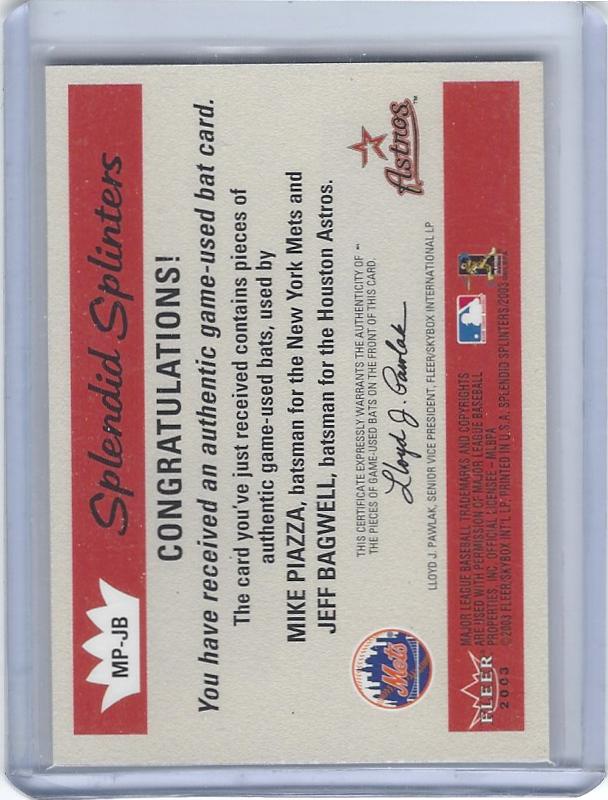 MP-JB
Splendid Splinters
CONGRATULATIONS!
You have received an authentic game-used bat card.
The card you've just received contains pieces of
authentic game-used bats, used by
MIKE PIAZZA, batsman for the New York Mets and
JEFF BAGWELL, batsman for the Houston Astros.
THIS CERTIFICATE EXPRESSLY WARRANTS THE AUTHENTICITY OF
THE PIECES OF GAME-USED BATS ON THE FRONT OF THIS CARD.
Lloyd J. Pawlak
LLOYD J. PAWLAK, SENIOR VICE PRESIDENT, FLEER/SKYBOX INTERNATIONAL LP
Mets
Astros
FLEER
2003
MAJOR LEAGUE BASEBALL TRADEMARKS AND COPYRIGHTS
ARE USED WITH PERMISSION OF MAJOR LEAGUE BASEBALL
PROPERTIES, INC. OFFICIAL LICENSEE - MLBPA
©2003 FLEER/SKYBOX INT'L LP. PRINTED IN U.S.A. SPLENDID SPLINTERS/2003